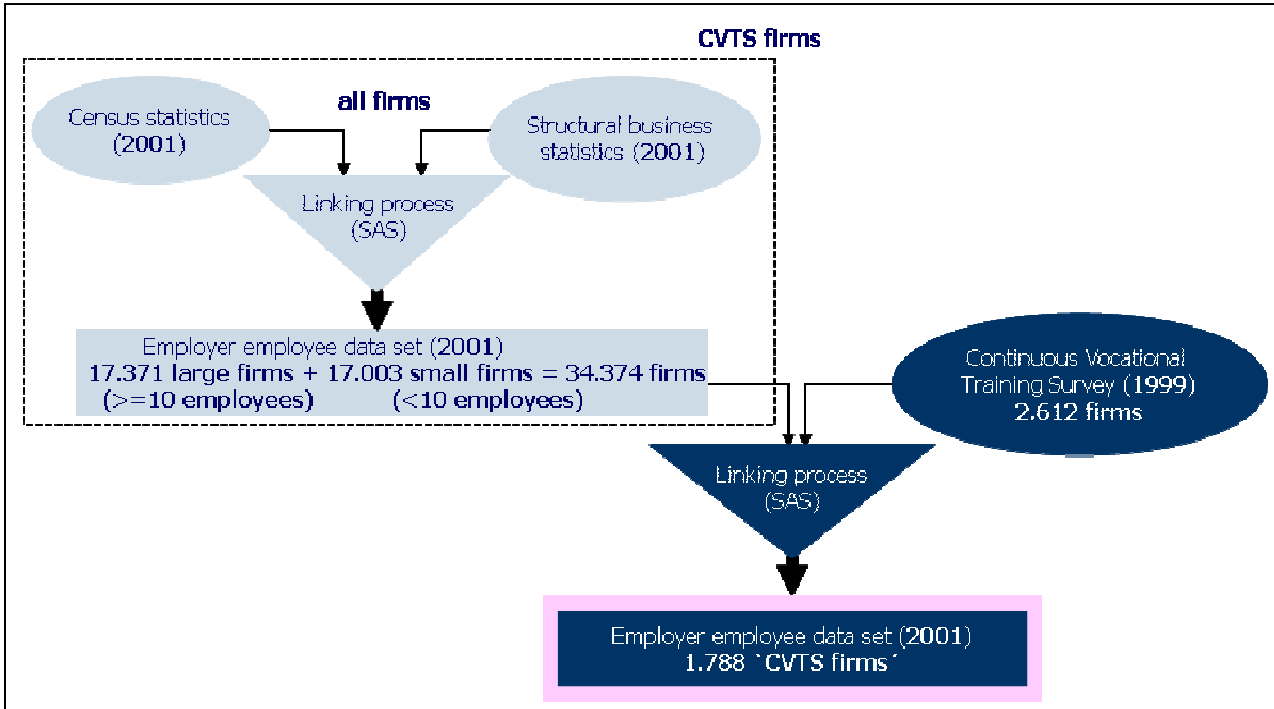 CVTS firms
all firms
Census statistics
(2001)
Structural business
statistics (2001)
Linking process
(SAS)
Employer employee data set (2001)
17.371 large firms + 17.003 small firms = 34.374 firms
(>=10 employees) (<10 employees)
Continuous Vocational
Training Survey (1999)
2.612 firms
Linking process
(SAS)
Employer employee data set (2001)
1.788 `CVTS firms´